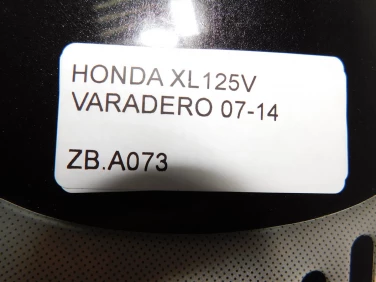 HONDA XL125V
VARADERO 07-14
ZB.A073